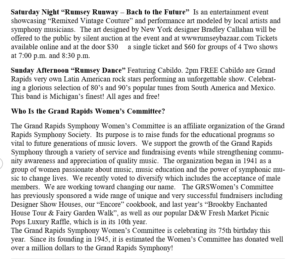 Saturday Night “Rumsey Runway – Bach to the Future” Is an entertainment event
showcasing “Remixed Vintage Couture” and performance art modeled by local artists and
symphony musicians. The art designed by New York designer Bradley Callahan will be
offered to the public by silent auction at the event and at wwwrumseybazaar.com Tickets
available online and at the door $30 a single ticket and $60 for groups of 4 Two shows
at 7:00 p.m. and 8:30 p.m.
Sunday Afternoon “Rumsey Dance” Featuring Cabildo. 2pm FREE Cabildo are Grand
Rapids very own Latin American rock stars performing an unforgettable show. Celebrat-
ing a glorious selection of 80’s and 90’s popular tunes from South America and Mexico.
This band is Michigan’s finest! All ages and free!
Who Is the Grand Rapids Women’s Committee?
The Grand Rapids Symphony Women’s Committee is an affiliate organization of the Grand
Rapids Symphony Society. Its purpose is to raise funds for the educational programs so
vital to future generations of music lovers. We support the growth of the Grand Rapids
Symphony through a variety of service and fundraising events while strengthening commu-
nity awareness and appreciation of quality music. The organization began in 1941 as a
group of women passionate about music, music education and the power of symphonic mu-
sic to change lives. We recently voted to diversity which includes the acceptance of male
members. We are working toward changing our name. The GRSWomen’s Committee
has previously sponsored a wide range of unique and very successful fundraisers including
Designer Show Houses, our “Encore” cookbook, and last year’s “Brookby Enchanted
House Tour & Fairy Garden Walk”, as well as our popular D&W Fresh Market Picnic
Pops Luxury Raffle, which is in its 10th year.
The Grand Rapids Symphony Women’s Committee is celebrating its 75th birthday this
year. Since its founding in 1945, it is estimated the Women’s Committee has donated well
over a million dollars to the Grand Rapids Symphony!